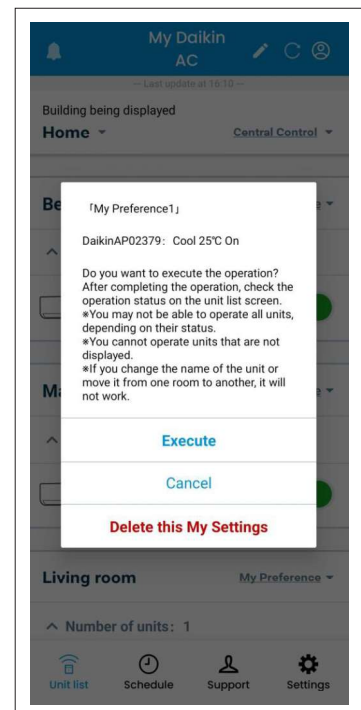 My Daikin
AC
— Last update at 16:10 —
Building being displayed
Home
Central Control
Be
「My Preference1」
DaikinAP02379: Cool 25℃ On
Do you want to execute the operation?
After completing the operation, check the
operation status on the unit list screen.
※You may not be able to operate all units,
depending on their status.
※You cannot operate units that are not
displayed.
※If you change the name of the unit or
move it from one room to another, it will
not work.
Ma
Execute
Cancel
Delete this My Settings
Living room
My Preference
Number of units: 1
Unit list
Schedule
Support
Settings